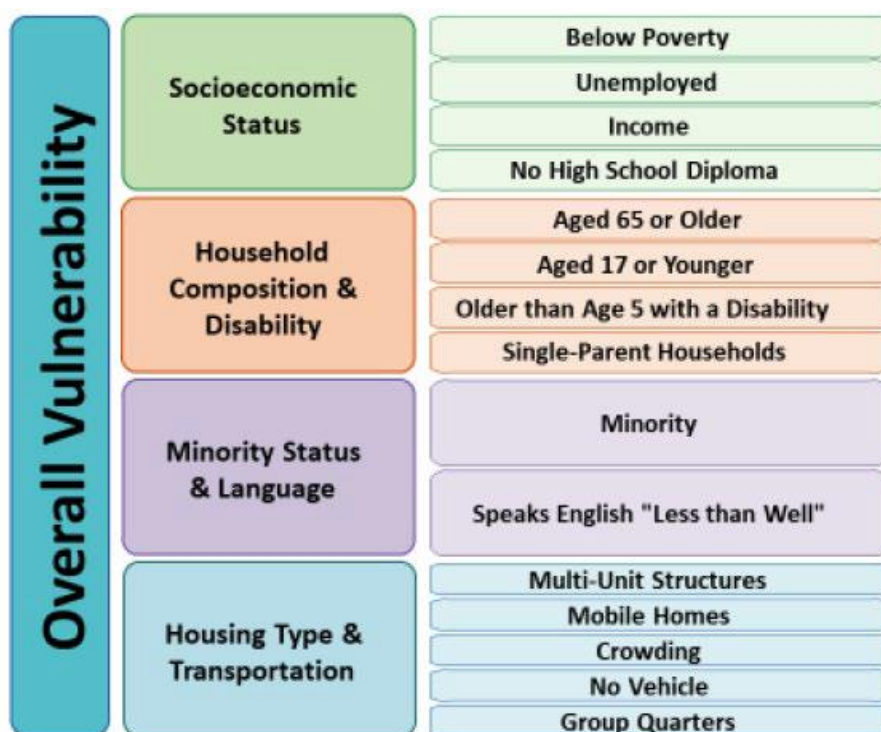 Overall Vulnerability
Socioeconomic
Status
Below Poverty
Unemployed
Income
No High School Diploma
Household
Composition &
Disability
Aged 65 or Older
Aged 17 or Younger
Older than Age 5 with a Disability
Single-Parent Households
Minority Status
& Language
Minority
Speaks English "Less than Well"
Housing Type &
Transportation
Multi-Unit Structures
Mobile Homes
Crowding
No Vehicle
Group Quarters